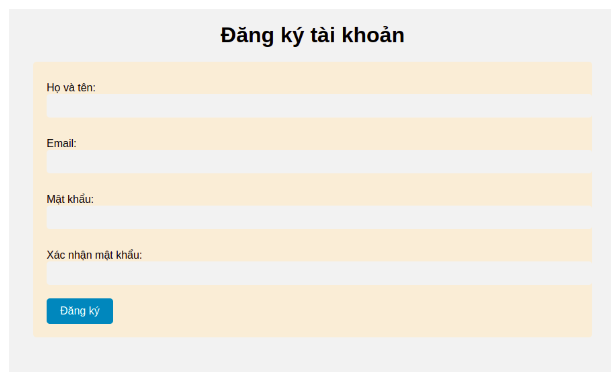 Đăng ký tài khoản
Họ và tên:
Email:
Mật khẩu:
Xác nhận mật khẩu:
Đăng ký